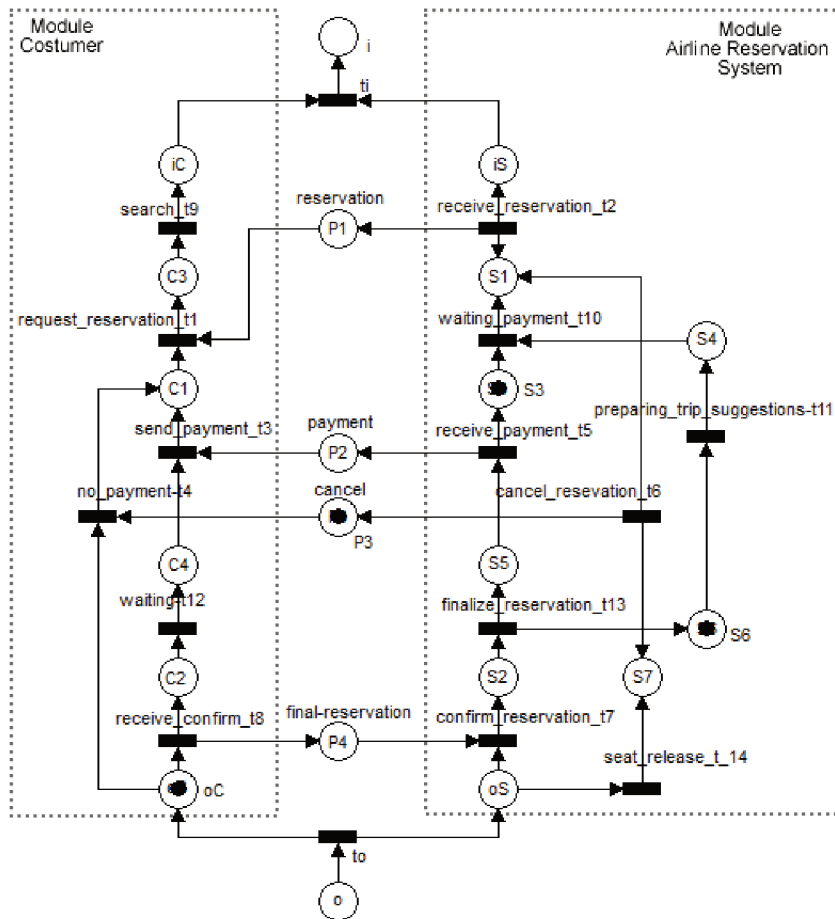 Module
Costumer
Module
Airline Reservation
System
i
ti
iC
iS
search_t9
reservation
receive_reservation_t2
P1
C3
S1
request_reservation_t1
waiting_payment_t10
S4
C1
S3
preparing_trip_suggestions-t11
send_payment_t3
payment
receive_payment_t5
P2
no_payment-t4
cancel
cancel_resevation_t6
P3
C4
S5
waiting-t12
finalize_reservation_t13
S6
C2
S2
S7
receive_confirm_t8
final-reservation
confirm_reservation_t7
P4
seat_release_t_14
oC
oS
to
o